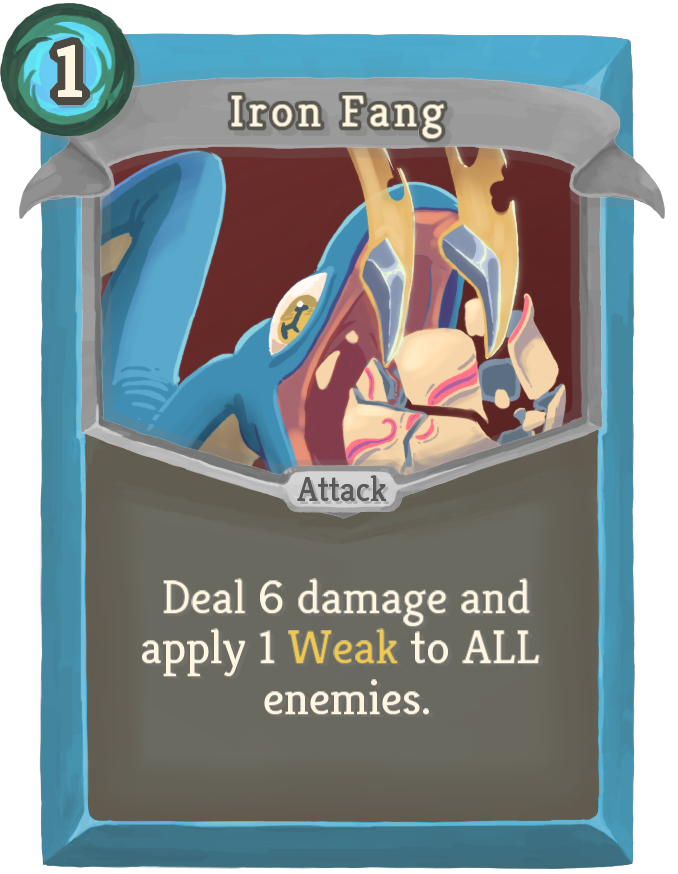 1
Iron Fang
Attack
Deal 6 damage and
apply 1 Weak to ALL
enemies.